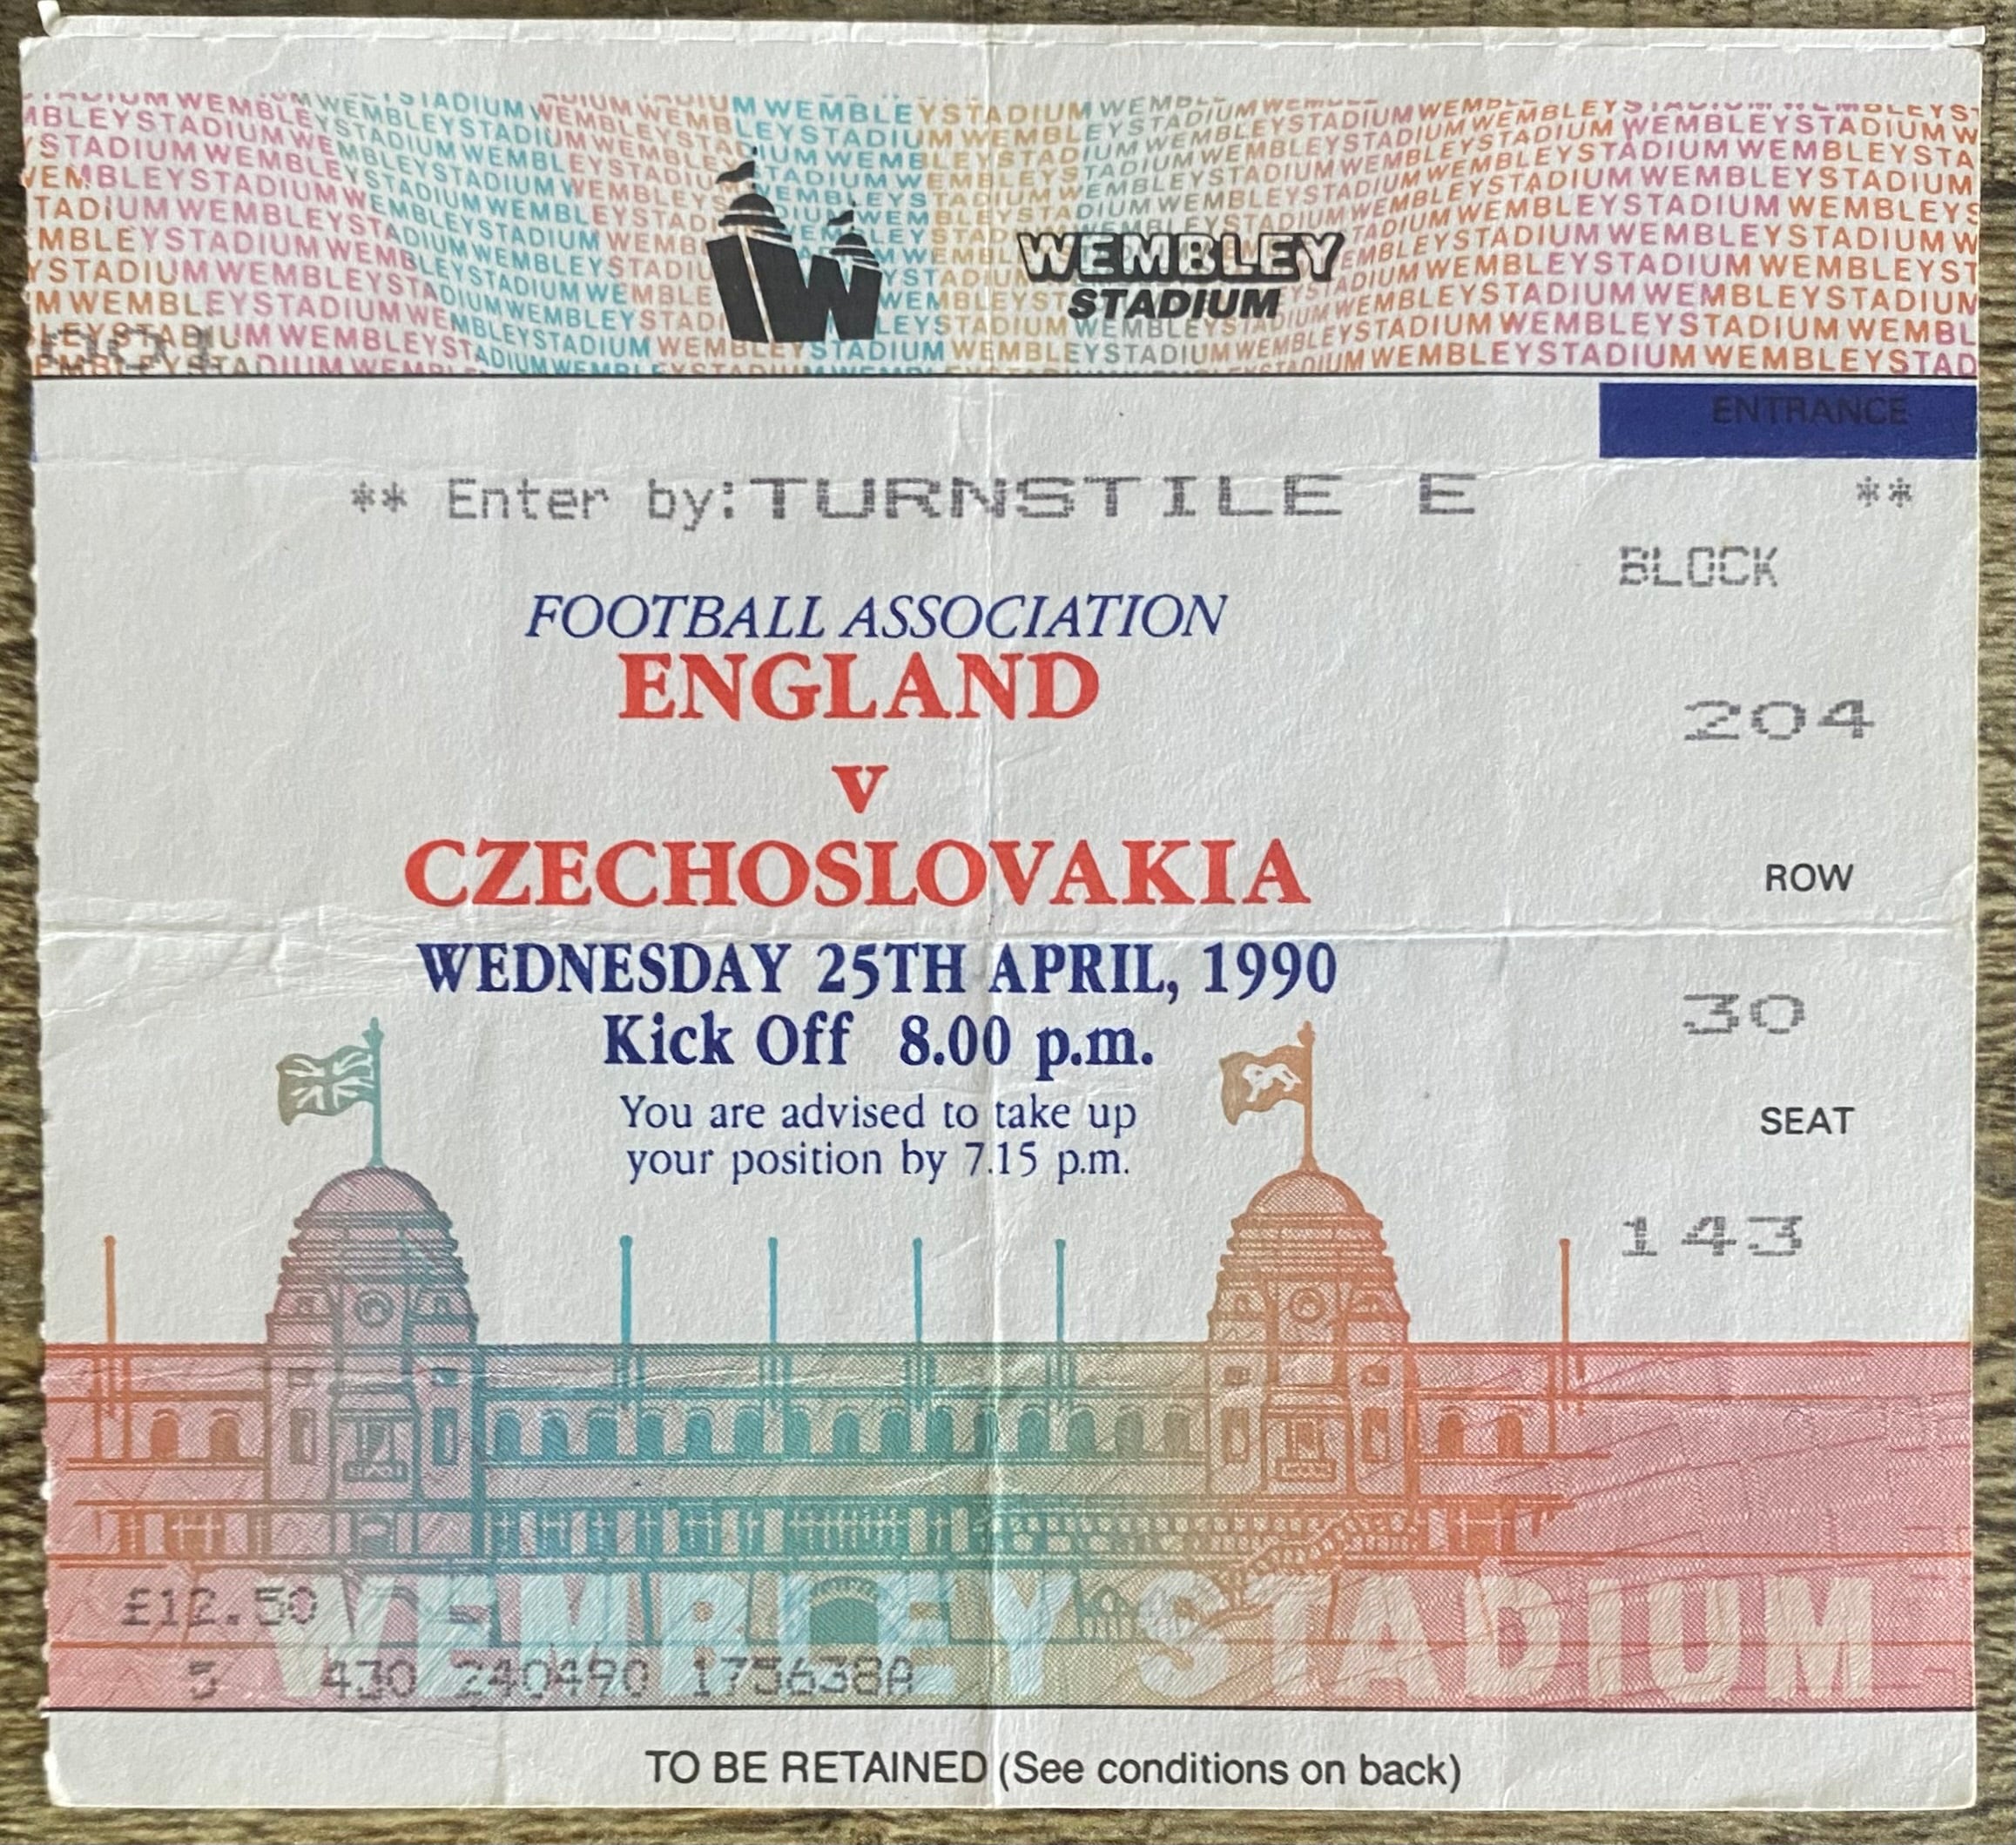 WEMBLEY
STADIUM
ENTRANCE
** Enter by:TURNSTILE E **
BLOCK
FOOTBALL ASSOCIATION
ENGLAND
204
v
CZECHOSLOVAKIA
ROW
WEDNESDAY 25TH APRIL, 1990
30
Kick Off 8.00 p.m.
You are advised to take up
SEAT
your position by 7.15 p.m.
143
£12.50
WEMBLEY STADIUM
5 430 240490 175638A
TO BE RETAINED (See conditions on back)